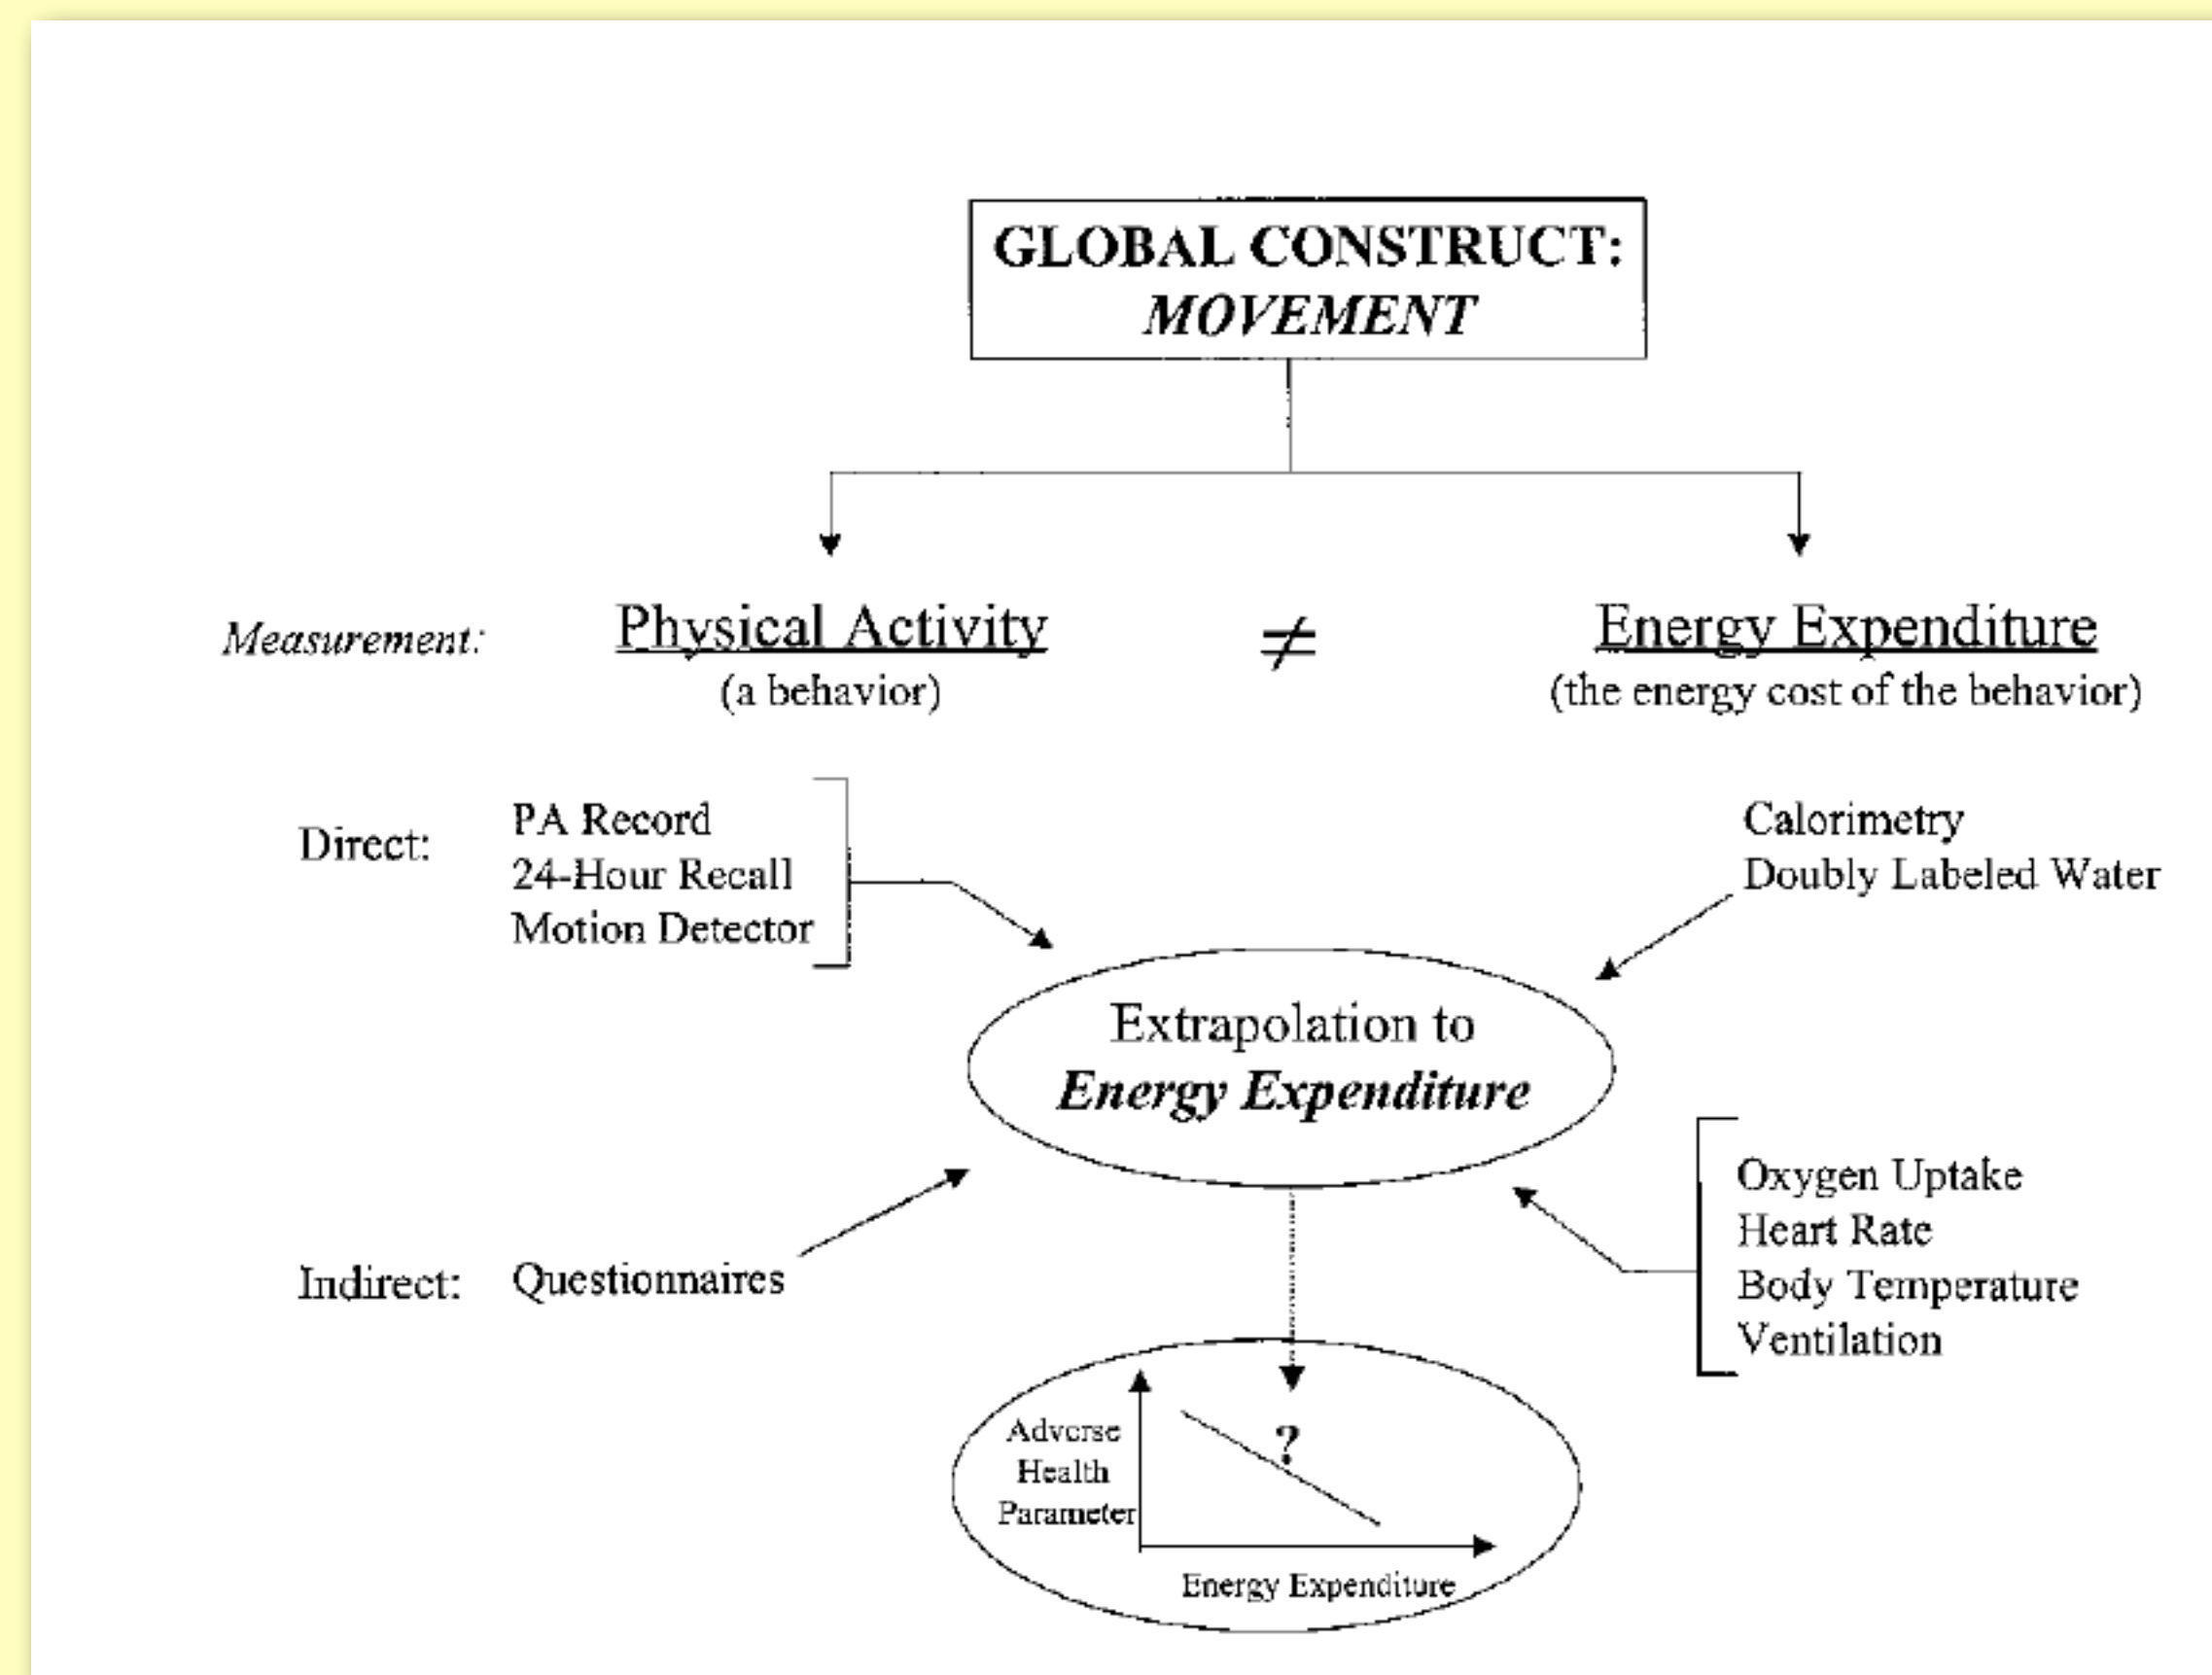 GLOBAL CONSTRUCT:
MOVEMENT
Measurement:
Physical Activity
≠
Energy Expenditure
(a behavior)
(the energy cost of the behavior)
Direct:
PA Record
24-Hour Recall
Motion Detector
Calorimetry
Doubly Labeled Water
Extrapolation to
Energy Expenditure
Indirect:
Questionnaires
Oxygen Uptake
Heart Rate
Body Temperature
Ventilation
Adverse
Health
Parameter
?
Energy Expenditure